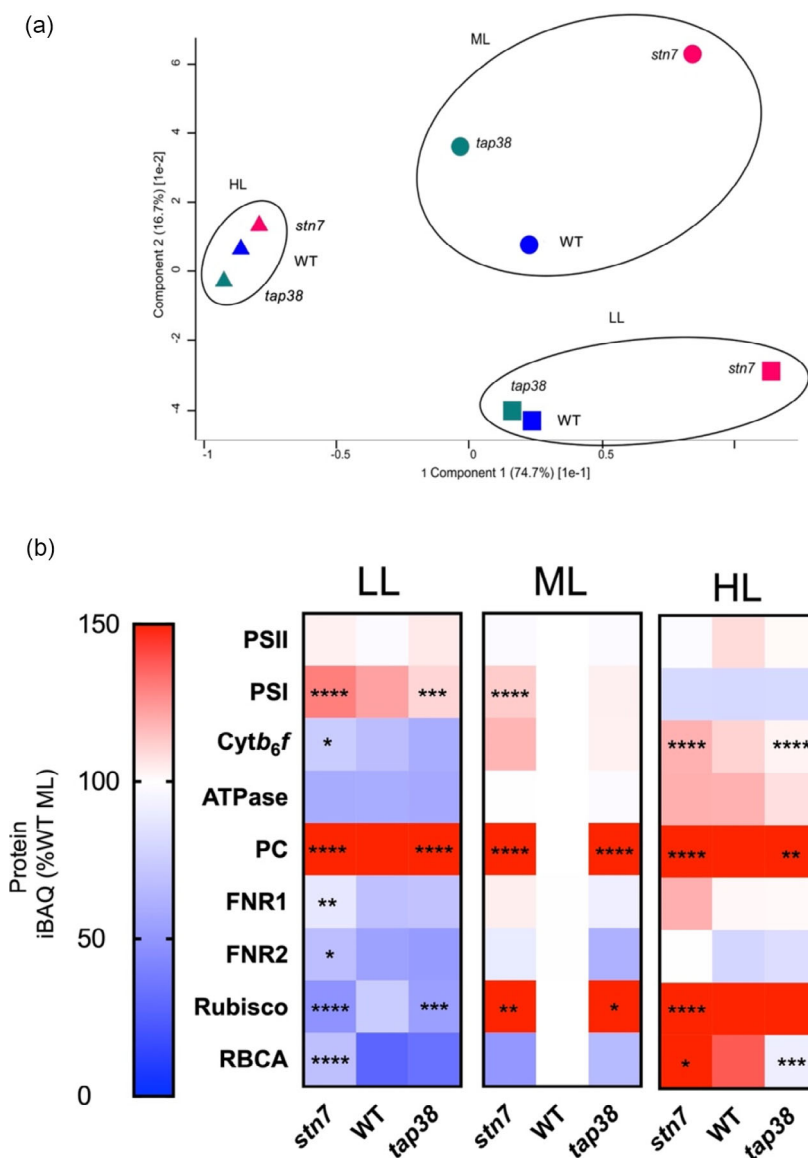 (a)
ML
stn7
tap38
WT
HL
stn7
WT
tap38
LL
stn7
tap38
WT
Component 2 (16.7%) [1e-2]
6
4
2
0
-2
-4
-1
-0.5
0
0.5
1 Component 1 (74.7%) [1e-1]
(b)
LL ML HL
Protein
iBAQ (%WT ML)
150
100
50
0
PSII
PSI **** *** ****
Cytb6f * **** ****
ATPase
PC **** **** **** **** **** **
FNR1 **
FNR2 *
Rubisco **** *** ** * ****
RBCA **** * ***
stn7 WT tap38 stn7 WT tap38 stn7 WT tap38